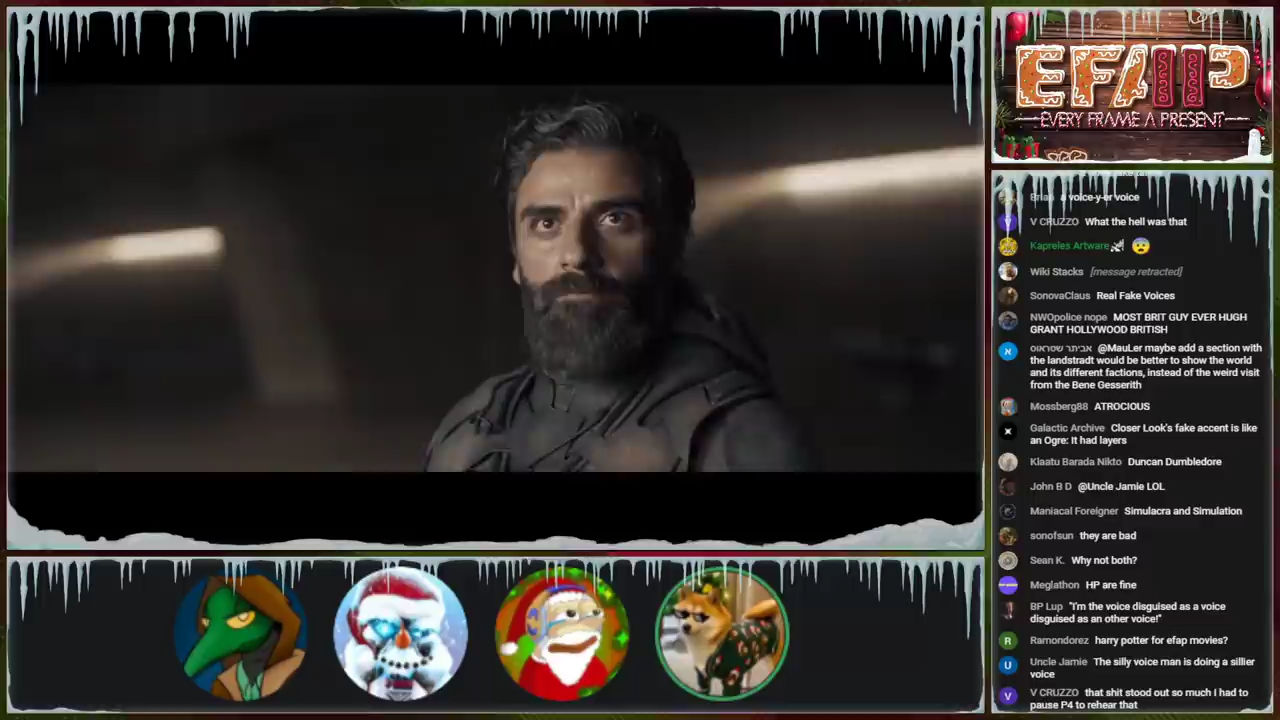 EFAP
EVERY FRAME A PRESENT
Brian a voice-y-er voice
V CRUZZO What the hell was that
Kapreles Artware
Wiki Stacks [message retracted]
SonovaClaus Real Fake Voices
NWOpolice nope MOST BRIT GUY EVER HUGH
GRANT HOLLYWOOD BRITISH
אביתר שטראוס @MauLer maybe add a section with
the landstradt would be better to show the world
and its different factions, instead of the weird visit
from the Bene Gesserith
Mossberg88 ATROCIOUS
Galactic Archive Closer Look's fake accent is like
an Ogre: It had layers
Klaatu Barada Nikto Duncan Dumbledore
John B D @Uncle Jamie LOL
Maniacal Foreigner Simulacra and Simulation
sonofsun they are bad
Sean K. Why not both?
Meglathon HP are fine
BP Lup "I'm the voice disguised as a voice
disguised as an other voice!"
Ramondorez harry potter for efap movies?
Uncle Jamie The silly voice man is doing a sillier
voice
V CRUZZO that shit stood out so much I had to
pause P4 to rehear that